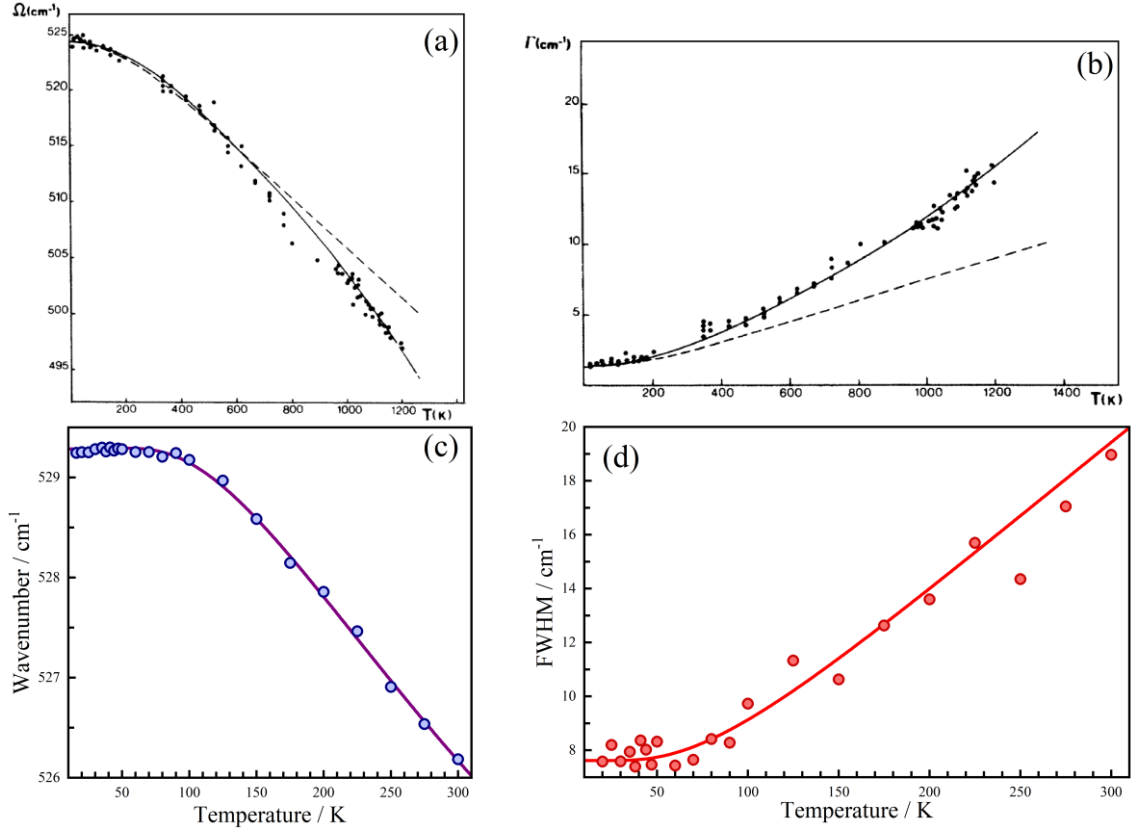 Ω(cm⁻¹)
(a)
525
520
515
510
505
500
495
200 400 600 800 1000 1200 T(K)
Γ(cm⁻¹)
(b)
20
15
10
5
200 400 600 800 1000 1200 1400 T(K)
(c)
529
528
527
526
Wavenumber / cm⁻¹
50 100 150 200 250 300
Temperature / K
(d)
20
18
16
14
12
10
8
FWHM / cm⁻¹
50 100 150 200 250 300
Temperature / K